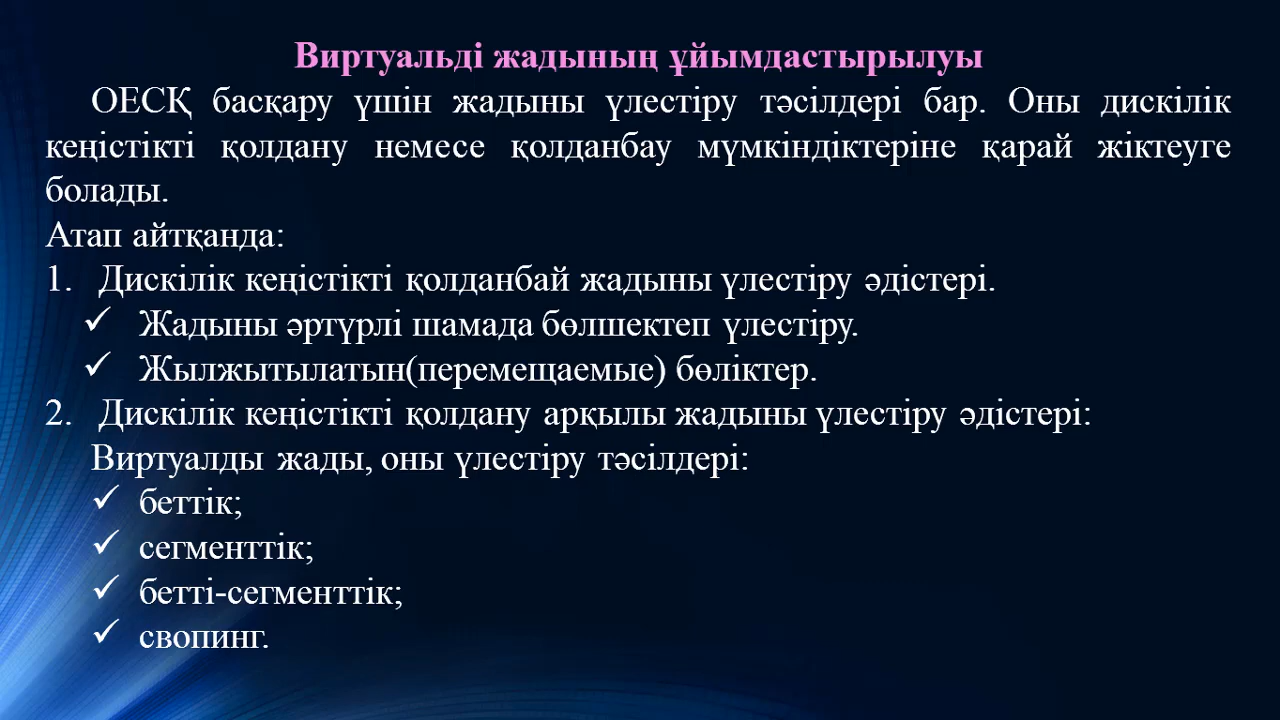 Виртуальді жадының ұйымдастырылуы
ОЕСҚ басқару үшін жадыны үлестіру тәсілдері бар. Оны дискілік
кеңістікті қолдану немесе қолданбау мүмкіндіктеріне қарай жіктеуге
болады.
Атап айтқанда:
1. Дискілік кеңістікті қолданбай жадыны үлестіру әдістері.
✓ Жадыны әртүрлі шамада бөлшектеп үлестіру.
✓ Жылжытылатын(перемещаемые) бөліктер.
2. Дискілік кеңістікті қолдану арқылы жадыны үлестіру әдістері:
Виртуалды жады, оны үлестіру тәсілдері:
✓ беттік;
✓ сегменттік;
✓ бетті-сегменттік;
✓ свопинг.